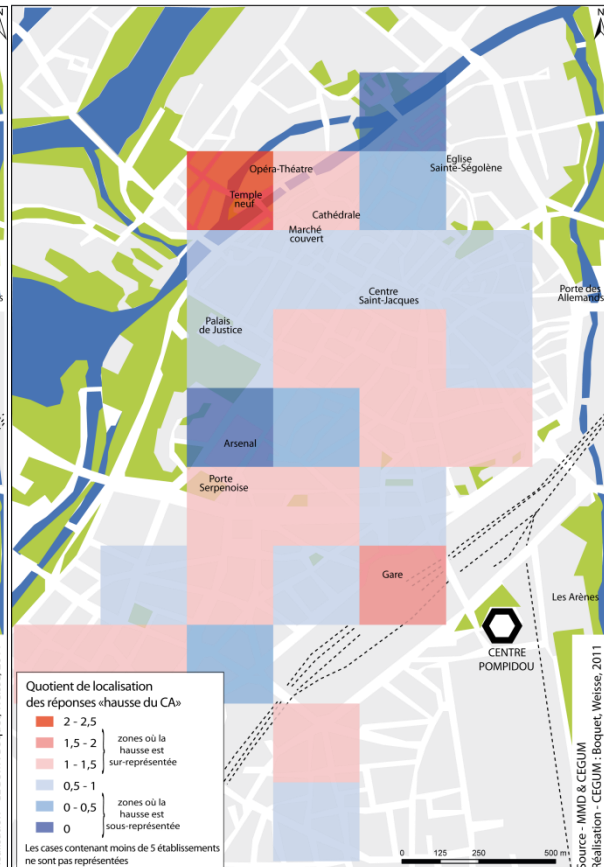 N
N
Opéra-Théatre
Eglise
Sainte-Ségolène
Temple
neuf
Cathédrale
Marché
couvert
Centre
Saint-Jacques
Porte des
Allemands
Palais
de Justice
Arsenal
Porte
Serpenoise
Gare
Les Arènes
CENTRE
POMPIDOU
Quotient de localisation
des réponses «hausse du CA»
2 - 2,5
1,5 - 2
1 - 1,5
zones où la
hausse est
sur-représentée
0,5 - 1
0 - 0,5
0
zones où la
hausse est
sous-représentée
Les cases contenant moins de 5 établissements
ne sont pas représentées
0 125 250 500 m
Source - MMD & CEGUM
Réalisation - CEGUM : Boquet, Weisse, 2011